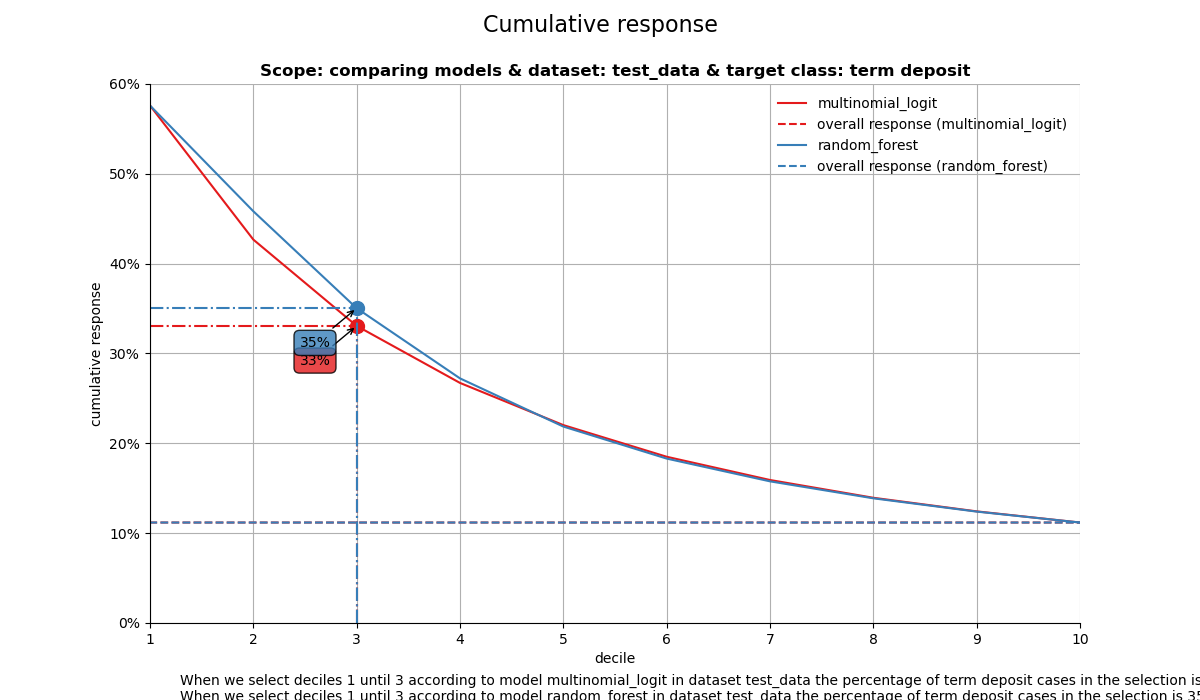 Cumulative response
Scope: comparing models & dataset: test_data & target class: term deposit
60%
50%
40%
30%
20%
10%
0%
cumulative response
multinomial_logit
overall response (multinomial_logit)
random_forest
overall response (random_forest)
35%
33%
1 2 3 4 5 6 7 8 9 10
decile
When we select deciles 1 until 3 according to model multinomial_logit in dataset test_data the percentage of term deposit cases in the selection
When we select deciles 1 until 3 according to model random_forest in dataset test_data the percentage of term deposit cases in the selection is